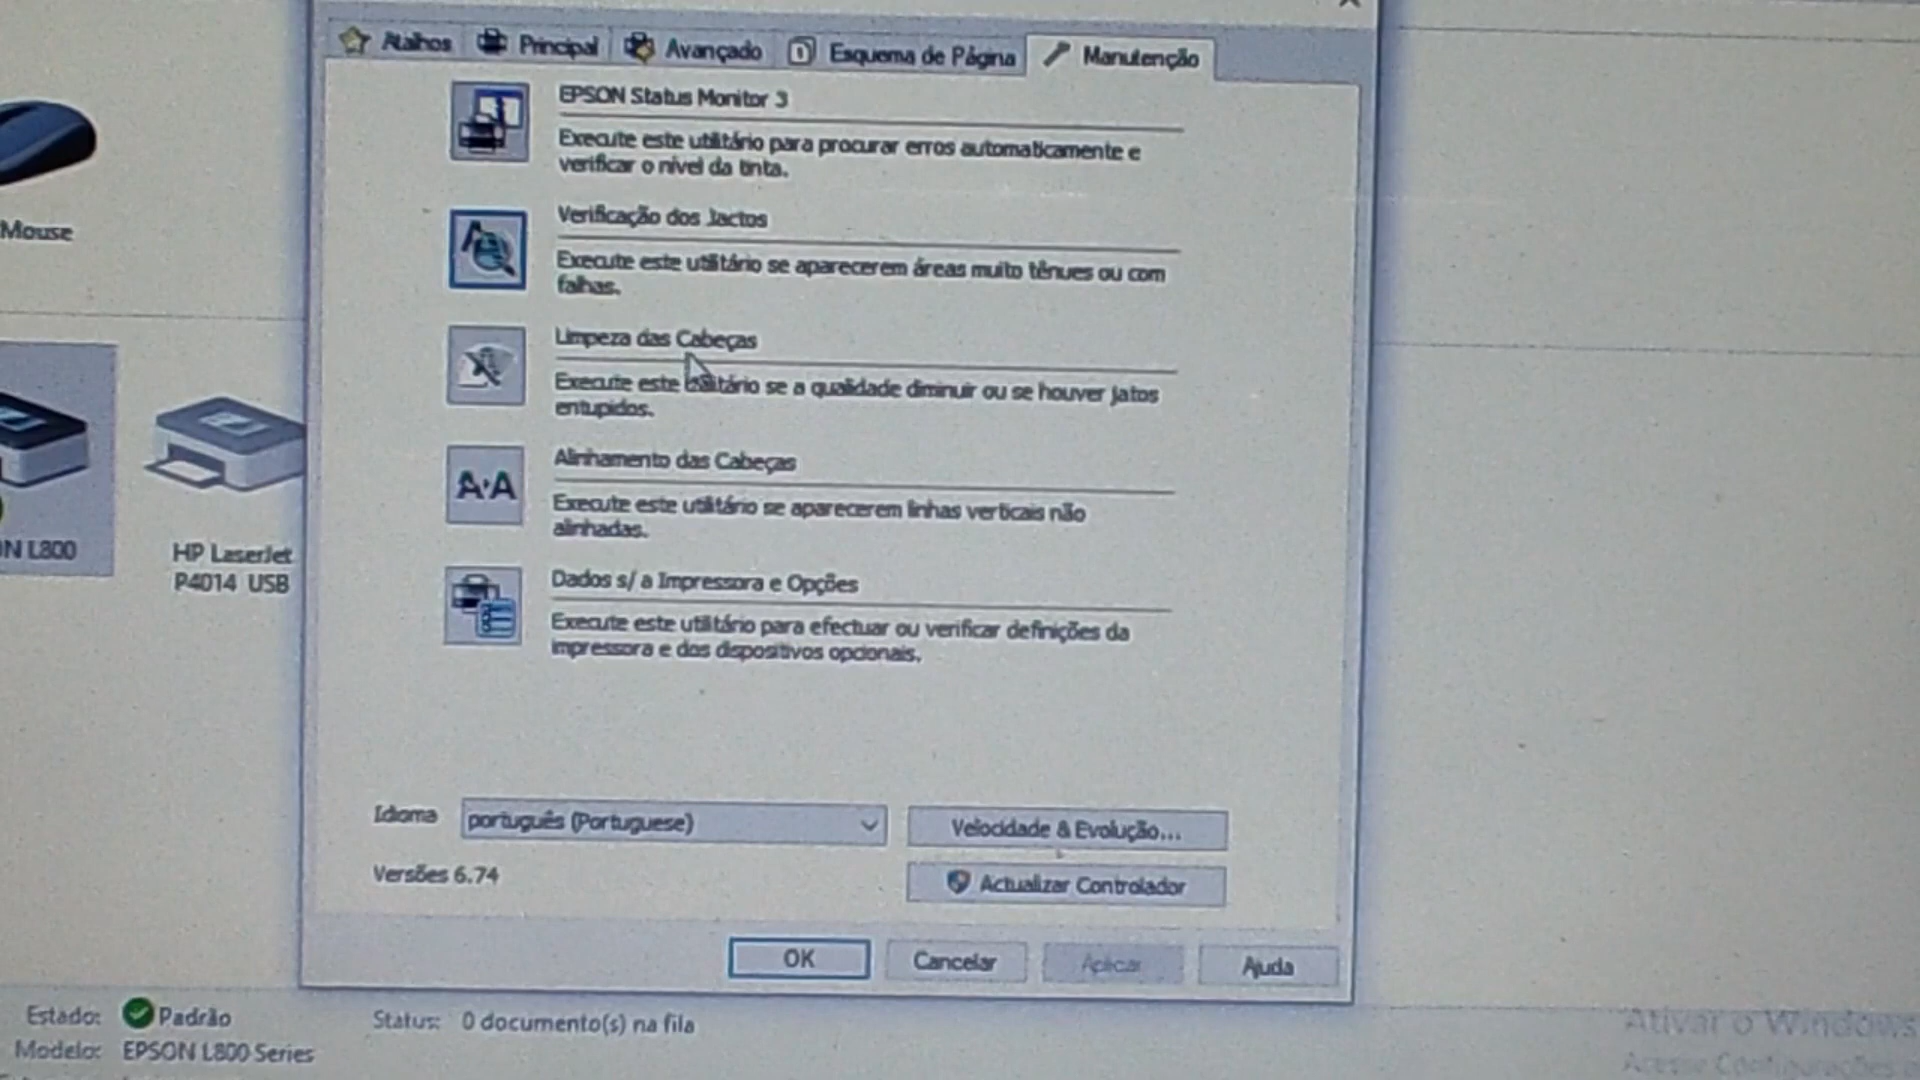 Atalhos
Principal
Avançado
Esquema de Página
Manutenção
EPSON Status Monitor 3
Execute este utilitário para procurar erros automaticamente e
verificar o nível da tinta.
Verificação dos Jactos
Execute este utilitário se aparecerem áreas muito ténues ou com
falhas.
Limpeza das Cabeças
Execute este utilitário se a qualidade diminuir ou se houver jatos
entupidos.
Alinhamento das Cabeças
Execute este utilitário se aparecerem linhas verticais não
alinhadas.
Dados s/ a Impressora e Opções
Execute este utilitário para efectuar ou verificar definições da
impressora e dos dispositivos opcionais.
Idioma
português (Portuguese)
Velocidade & Evolução...
Versões 6.74
Actualizar Controlador
OK
Cancelar
Aplicar
Ajuda
Mouse
N L800
HP LaserJet
P4014 USB
Estado: Padrão
Status: 0 documento(s) na fila
Modelo: EPSON L800 Series
Ativar o Windows
Acesse Configurações